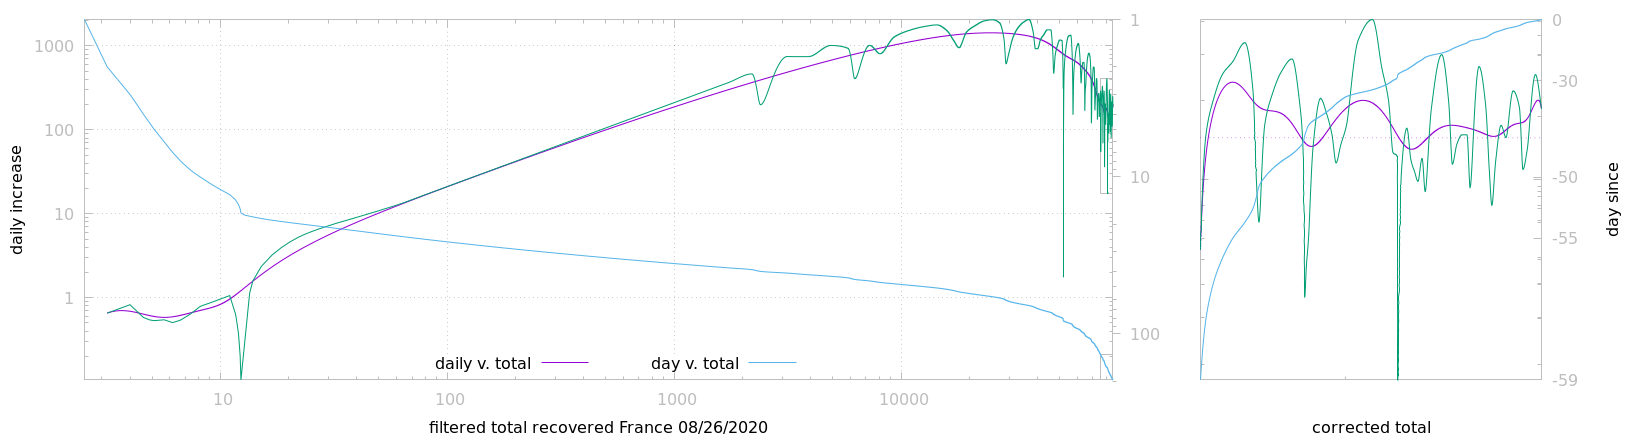 1000
100
10
1
daily increase
10
100
1000
10000
daily v. total
day v. total
filtered total recovered France 08/26/2020
1
10
100
0
-30
-50
-55
-59
day since
corrected total